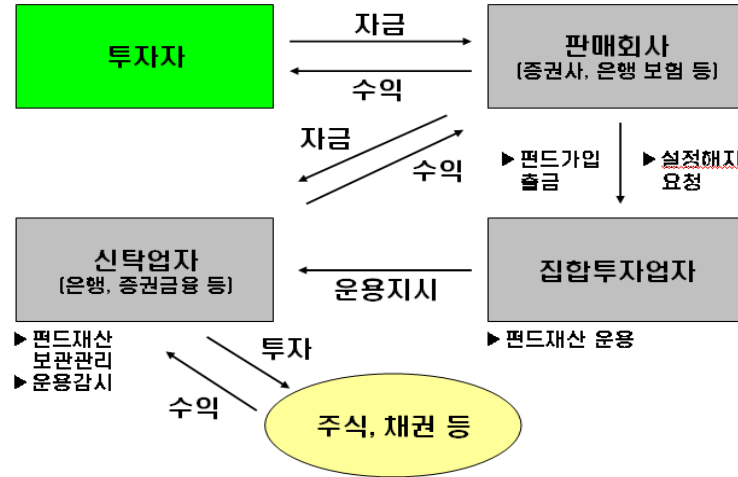 투자자
자금
수익
판매회사
(증권사, 은행 보험 등)
자금
수익
▶ 펀드가입
출금
▶ 설정해지
요청
신탁업자
(은행, 증권금융 등)
운용지시
집합투자업자
▶ 펀드재산
보관관리
▶ 운용감시
▶ 펀드재산 운용
투자
수익
주식, 채권 등